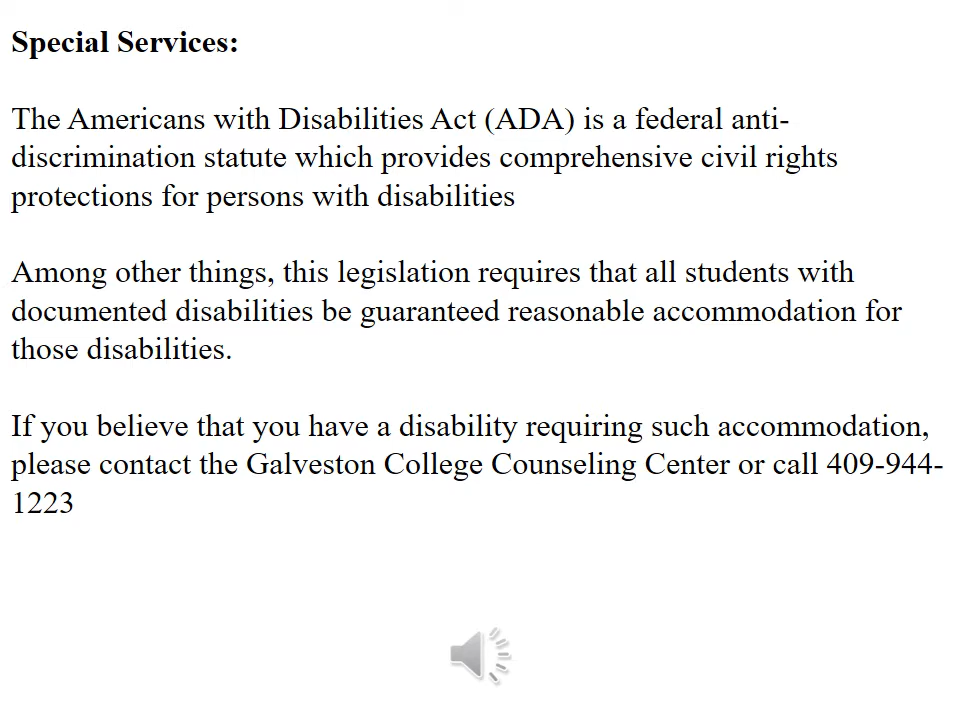 Special Services:
The Americans with Disabilities Act (ADA) is a federal anti-
discrimination statute which provides comprehensive civil rights
protections for persons with disabilities
Among other things, this legislation requires that all students with
documented disabilities be guaranteed reasonable accommodation for
those disabilities.
If you believe that you have a disability requiring such accommodation,
please contact the Galveston College Counseling Center or call 409-944-
1223